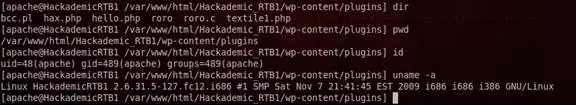 [apache@HackademicRTB1 /var/www/html/Hackademic_RTB1/wp-content/plugins] dir
bcc.pl hax.php hello.php roro roro.c textile1.php
[apache@HackademicRTB1 /var/www/html/Hackademic_RTB1/wp-content/plugins] pwd
/var/www/html/Hackademic_RTB1/wp-content/plugins
[apache@HackademicRTB1 /var/www/html/Hackademic_RTB1/wp-content/plugins] id
uid=48(apache) gid=489(apache) groups=489(apache)
[apache@HackademicRTB1 /var/www/html/Hackademic_RTB1/wp-content/plugins] uname -a
Linux HackademicRTB1 2.6.31.5-127.fc12.i686 #1 SMP Sat Nov 7 21:41:45 EST 2009 i686 i686 i386 GNU/Linux
[apache@HackademicRTB1 /var/www/html/Hackademic_RTB1/wp-content/plugins]